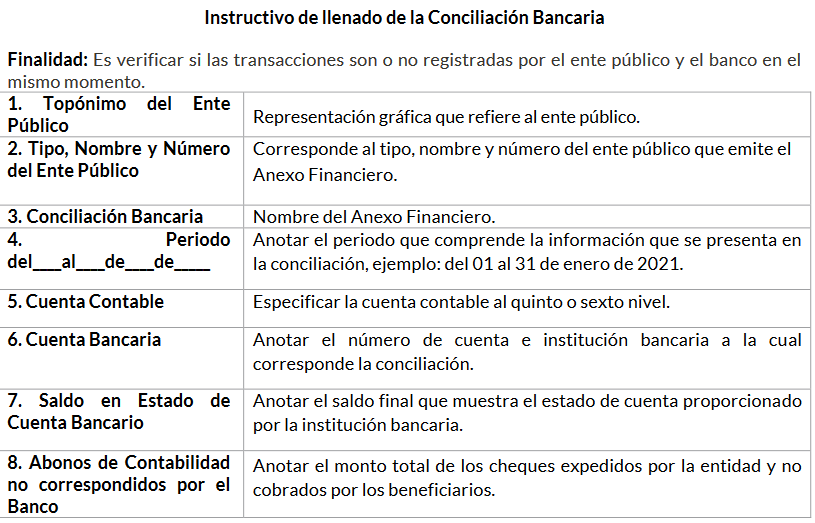 Instructivo de llenado de la Conciliación Bancaria
Finalidad: Es verificar si las transacciones son o no registradas por el ente público y el banco en el
mismo momento.
1. Topónimo del Ente
Público
Representación gráfica que refiere al ente público.
2. Tipo, Nombre y Número
del Ente Público
Corresponde al tipo, nombre y número del ente público que emite el
Anexo Financiero.
3. Conciliación Bancaria
Nombre del Anexo Financiero.
4. Periodo
del___al___de___de____
Anotar el periodo que comprende la información que se presenta en
la conciliación, ejemplo: del 01 al 31 de enero de 2021.
5. Cuenta Contable
Especificar la cuenta contable al quinto o sexto nivel.
6. Cuenta Bancaria
Anotar el número de cuenta e institución bancaria a la cual
corresponde la conciliación.
7. Saldo en Estado de
Cuenta Bancario
Anotar el saldo final que muestra el estado de cuenta proporcionado
por la institución bancaria.
8. Abonos de Contabilidad
no correspondidos por el
Banco
Anotar el monto total de los cheques expedidos por la entidad y no
cobrados por los beneficiarios.